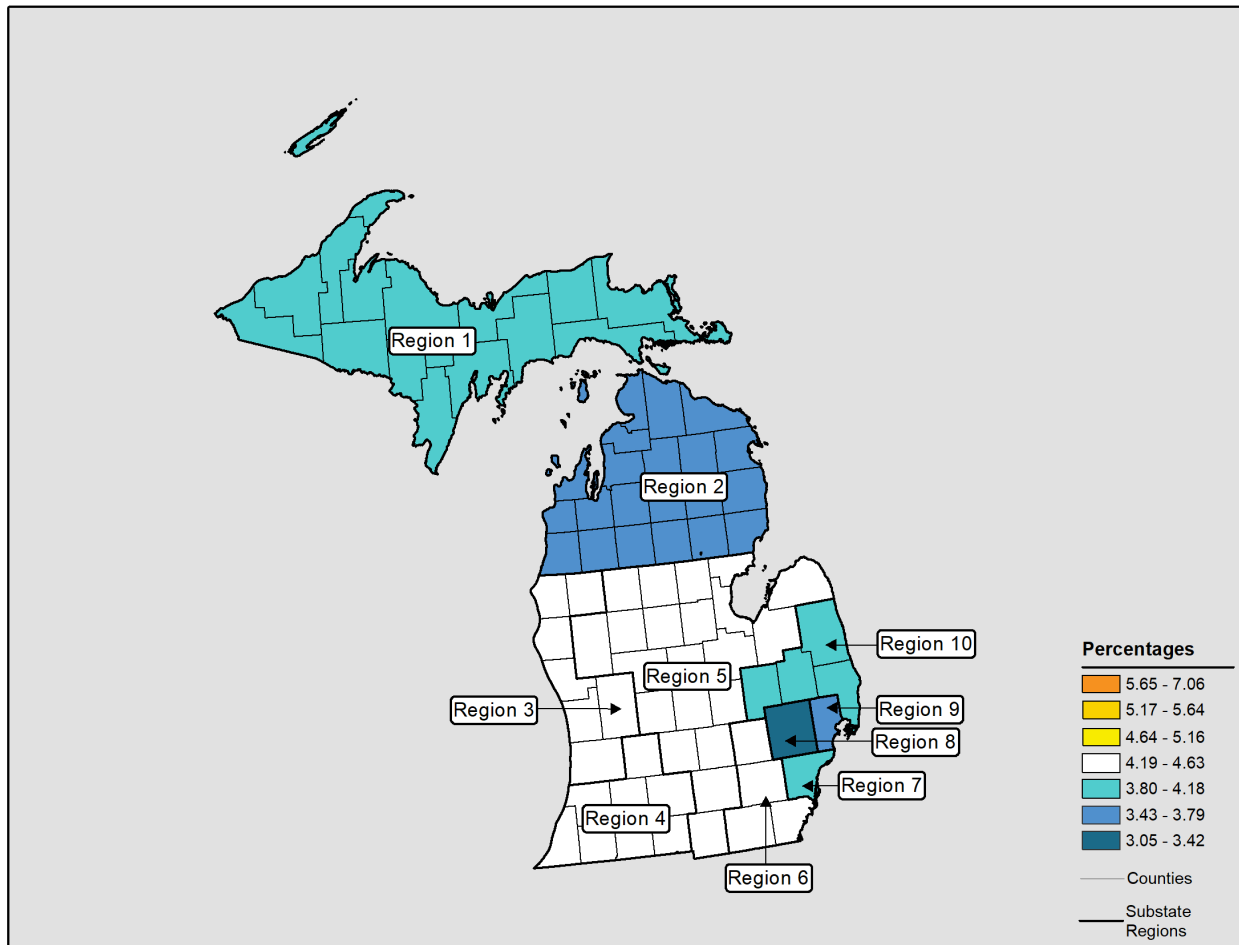 Region 1
Region 2
Region 10
Region 5
Region 3
Region 9
Region 8
Region 7
Region 4
Region 6
Percentages
5.65 - 7.06
5.17 - 5.64
4.64 - 5.16
4.19 - 4.63
3.80 - 4.18
3.43 - 3.79
3.05 - 3.42
Counties
Substate
Regions